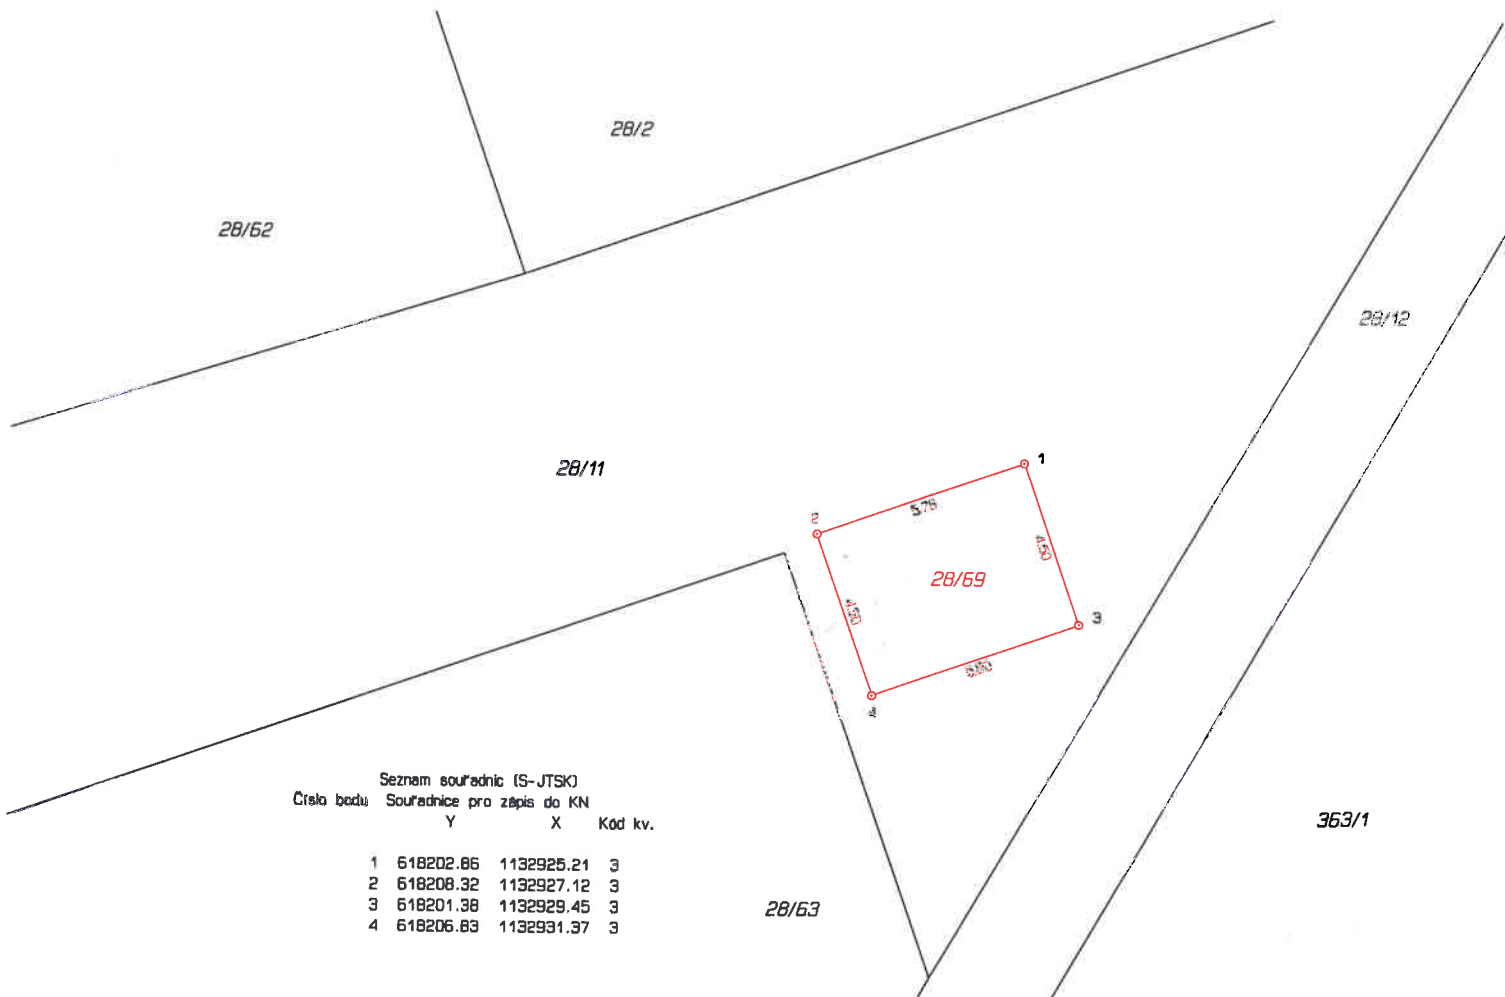 28/2
28/62
28/12
28/11
1
2
5.78
4.50
28/69
4.50
3
4
Seznam souřadnic (S-JTSK)
Číslo bodu Souřadnice pro zápis do KN
Y X Kód kv.
1 618202.86 1132925.21 3
2 618208.32 1132927.12 3
3 618201.38 1132929.45 3
4 618206.83 1132931.37 3
363/1
28/63